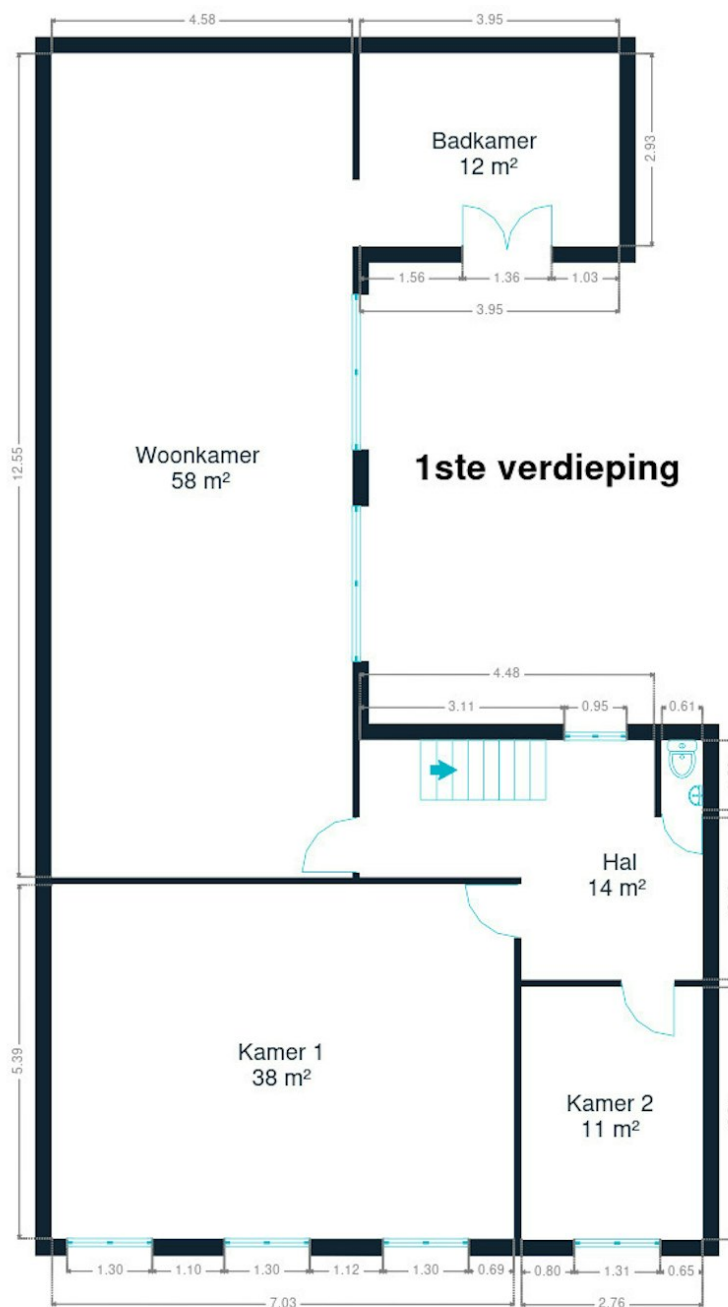 4.58
3.95
Badkamer
12 m²
2.93
1.56
1.36
1.03
3.95
12.55
Woonkamer
58 m²
1ste verdieping
4.48
3.11
0.95
0.61
Hal
14 m²
5.39
Kamer 1
38 m²
Kamer 2
11 m²
1.30
1.10
1.30
1.12
1.30
0.69
0.80
1.31
0.65
7.03
2.76